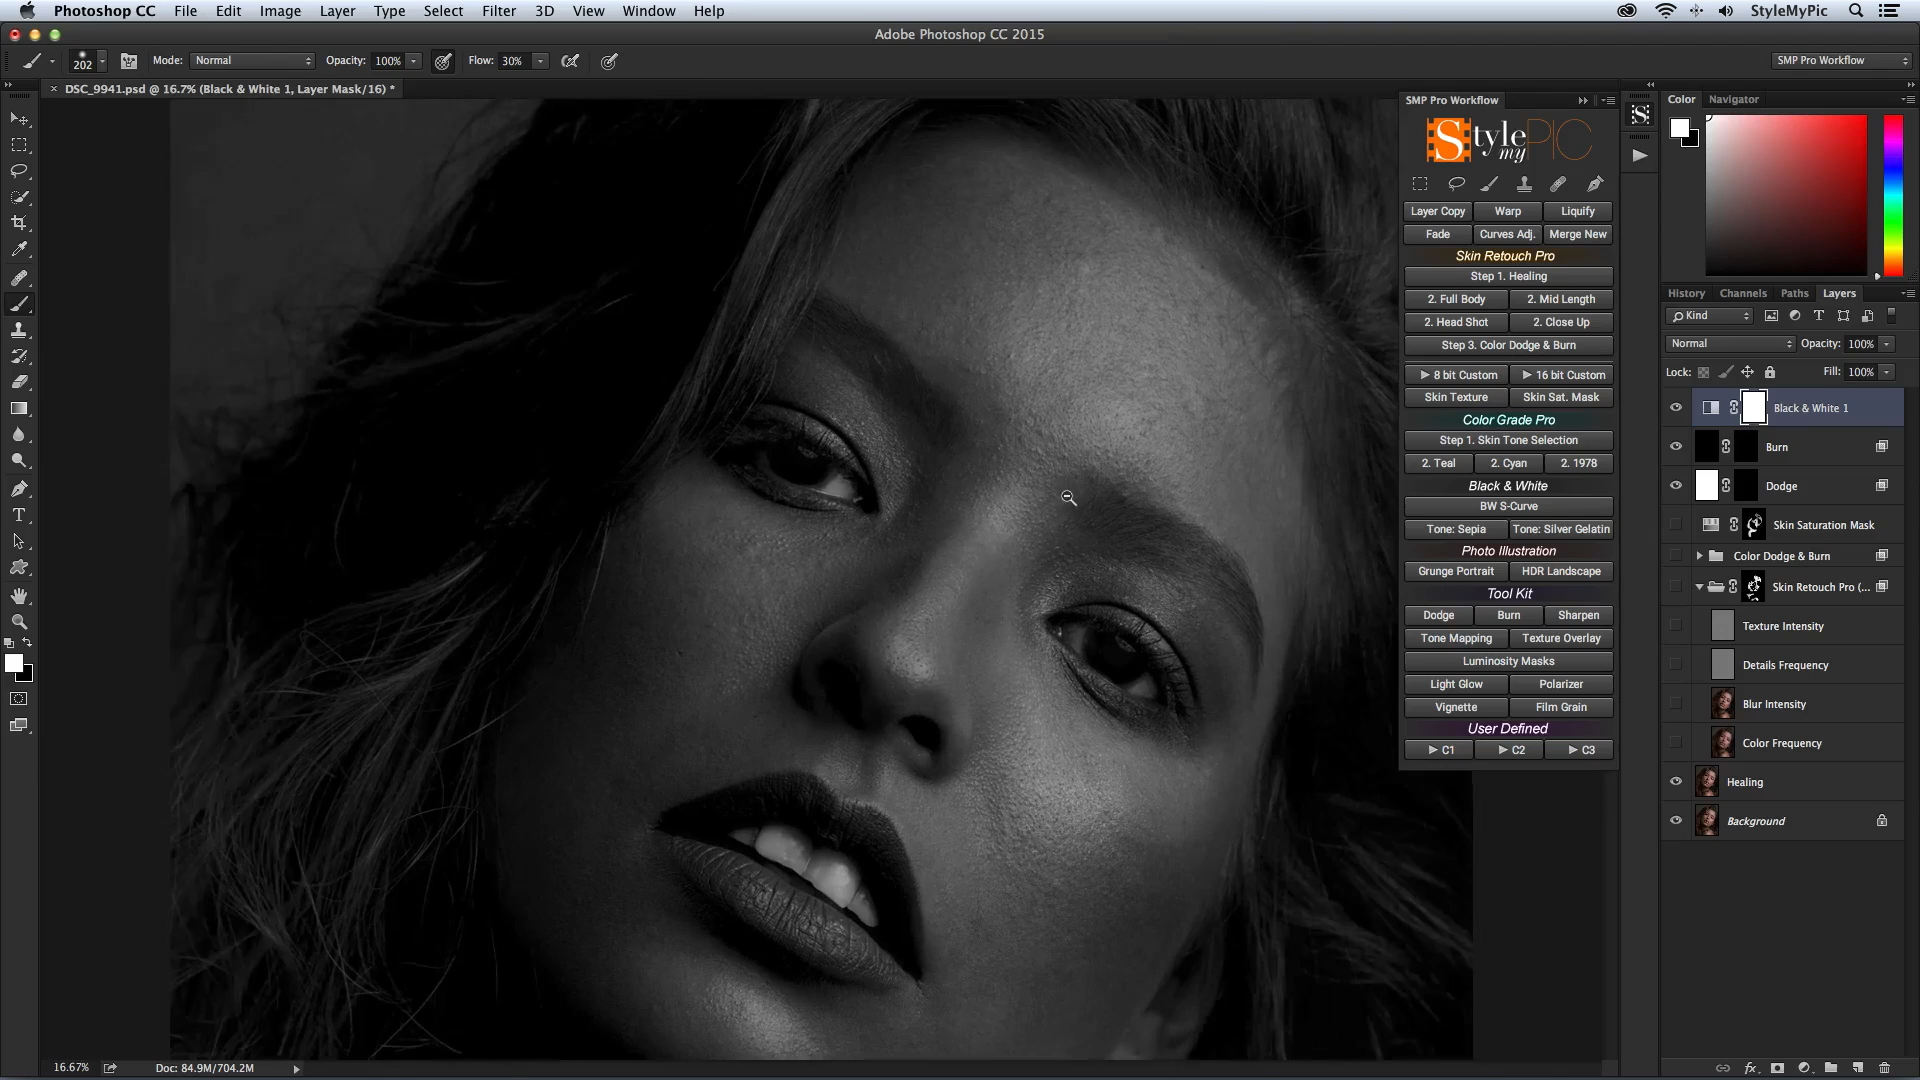 Photoshop CC File Edit Image Layer Type Select Filter 3D View Window Help StyleMyPic
Adobe Photoshop CC 2015
202 Mode: Normal Opacity: 100% Flow: 30% SMP Pro Workflow
DSC_9941.psd @ 16.7% (Black & White 1, Layer Mask/16) *
SMP Pro Workflow
Style my PIC
Layer Copy Warp Liquify
Fade Curves Adj. Merge New
Skin Retouch Pro
Step 1. Healing
2. Full Body 2. Mid Length
2. Head Shot 2. Close Up
Step 3. Color Dodge & Burn
8 bit Custom 16 bit Custom
Skin Texture Skin Sat. Mask
Color Grade Pro
Step 1. Skin Tone Selection
2. Teal 2. Cyan 2. 1978
Black & White
BW S-Curve
Tone: Sepia Tone: Silver Gelatin
Photo Illustration
Grunge Portrait HDR Landscape
Tool Kit
Dodge Burn Sharpen
Tone Mapping Texture Overlay
Luminosity Masks
Light Glow Polarizer
Vignette Film Grain
User Defined
C1 C2 C3
Color Navigator
History Channels Paths Layers
Kind
Normal Opacity: 100%
Lock: Fill: 100%
Black & White 1
Burn
Dodge
Skin Saturation Mask
Color Dodge & Burn
Skin Retouch Pro (...
Texture Intensity
Details Frequency
Blur Intensity
Color Frequency
Healing
Background
16.67% Doc: 84.9M/704.2M